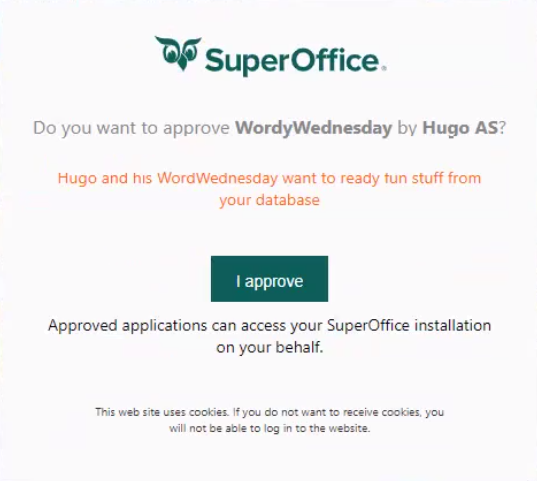 SuperOffice.
Do you want to approve WordyWednesday by Hugo AS?
Hugo and his WordWednesday want to ready fun stuff from
your database
I approve
Approved applications can access your SuperOffice installation
on your behalf.
This web site uses cookies. If you do not want to receive cookies, you
will not be able to log in to the website.